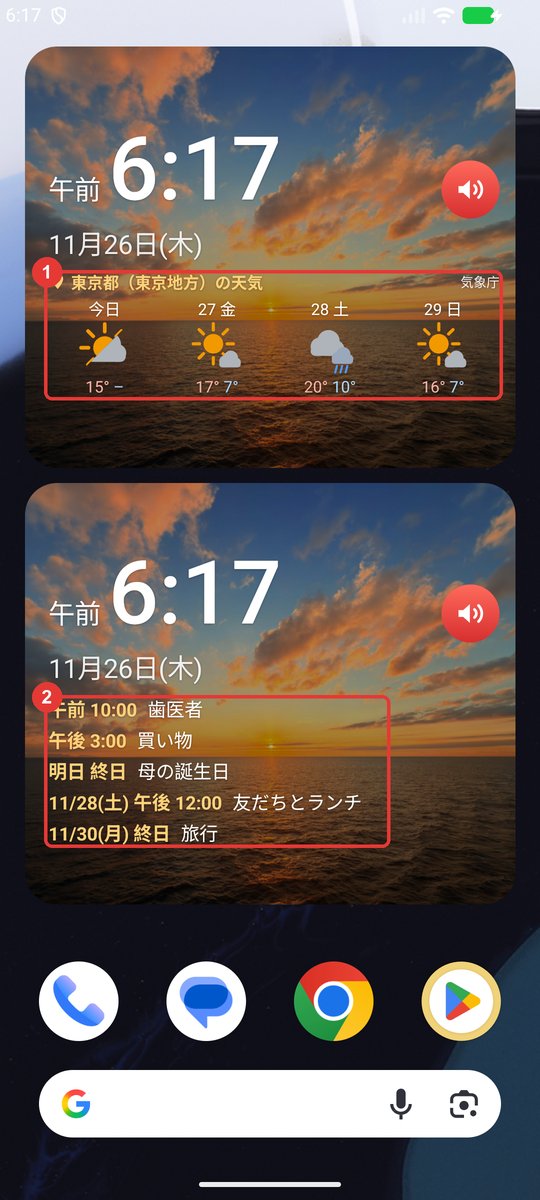 6:17
午前 6:17
11月26日(木)
1
東京都（東京地方）の天気 気象庁
今日 27 金 28 土 29 日
15° – 17° 7° 20° 10° 16° 7°
午前 6:17
11月26日(木)
2
午前 10:00 歯医者
午後 3:00 買い物
明日 終日 母の誕生日
11/28(土) 午後 12:00 友だちとランチ
11/30(月) 終日 旅行